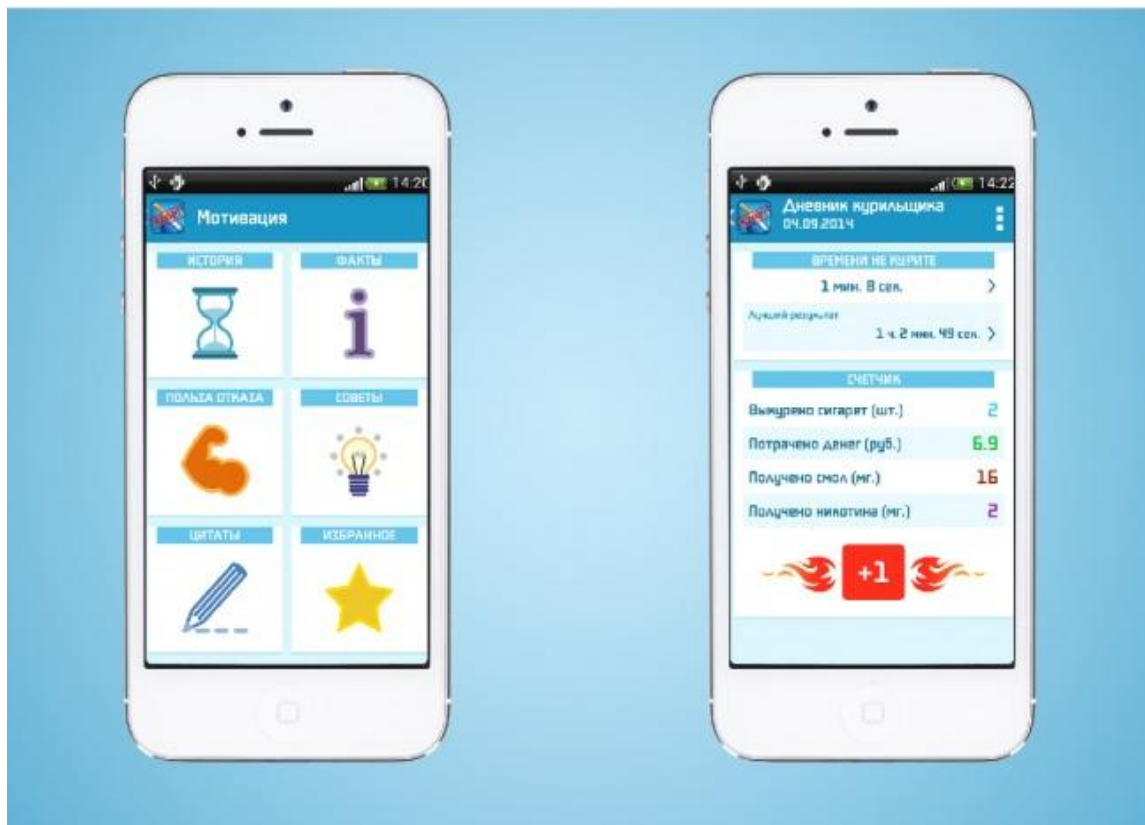 14:20
Мотивация
ИСТОРИЯ
ФАКТЫ
ПОЛЬЗА ОТКАЗА
СОВЕТЫ
ЦИТАТЫ
ИЗБРАННОЕ
14:22
Дневник курильщика
04.09.2014
ВРЕМЕНИ НЕ КУРИТЕ
1 мин. 8 сек.
Лучший результат
1 ч. 2 мин. 49 сек.
СЧЕТЧИК
Выкурено сигарет (шт.) 2
Потрачено денег (руб.) 6.9
Получено смол (мг.) 16
Получено никотина (мг.) 2
+1